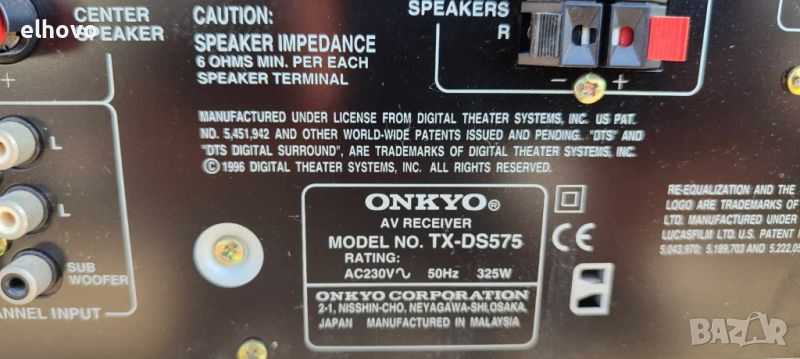 elhovo
CENTER
SPEAKER
+
CAUTION:
SPEAKER IMPEDANCE
6 OHMS MIN. PER EACH
SPEAKER TERMINAL
SPEAKERS
R
− +
MANUFACTURED UNDER LICENSE FROM DIGITAL THEATER SYSTEMS, INC. US PAT.
NO. 5,451,942 AND OTHER WORLD-WIDE PATENTS ISSUED AND PENDING. "DTS" AND
"DTS DIGITAL SURROUND", ARE TRADEMARKS OF DIGITAL THEATER SYSTEMS, INC.
© 1996 DIGITAL THEATER SYSTEMS, INC. ALL RIGHTS RESERVED.
L
L
SUB
WOOFER
ANNEL INPUT
ONKYO®
AV RECEIVER
MODEL NO. TX-DS575
RATING:
AC230V~ 50Hz 325W
ONKYO CORPORATION
2-1, NISSHIN-CHO, NEYAGAWA-SHI, OSAKA,
JAPAN MANUFACTURED IN MALAYSIA
CE
RE-EQUALIZATION AND THE
LOGO ARE TRADEMARKS OF
LTD. MANUFACTURED UNDER
LUCASFILM LTD. U.S. PATENT
5,043,970; 5,189,703 AND 5,222,05
BAZAR
bg